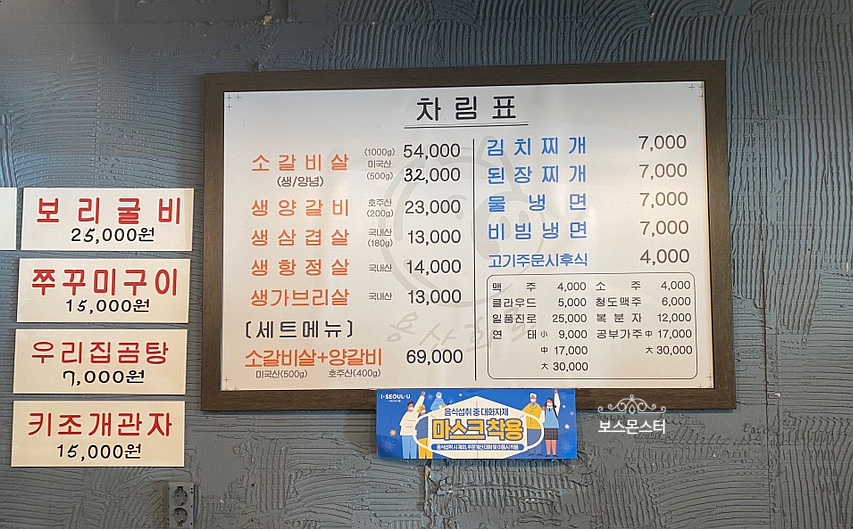 차림표
소갈비살 (1000g) 54,000
(생/양념) 미국산 (500g) 32,000
생양갈비 호주산 (200g) 23,000
생삼겹살 국내산 (180g) 13,000
생항정살 국내산 14,000
생가브리살 국내산 13,000
[세트메뉴]
소갈비살+양갈비 69,000
미국산(500g) 호주산(400g)
김치찌개 7,000
된장찌개 7,000
물냉면 7,000
비빔냉면 7,000
고기주문시후식 4,000
맥주 4,000 소주 4,000
클라우드 5,000 청도맥주 6,000
일품진로 25,000 복분자 12,000
연태 小 9,000 공부가주 中 17,000
中 17,000 大 30,000
大 30,000
보리굴비
25,000원
쭈꾸미구이
15,000원
우리집곰탕
7,000원
키조개관자
15,000원
I·SEOUL·U
음식섭취 중 대화자제
마스크 착용
보스몬스터